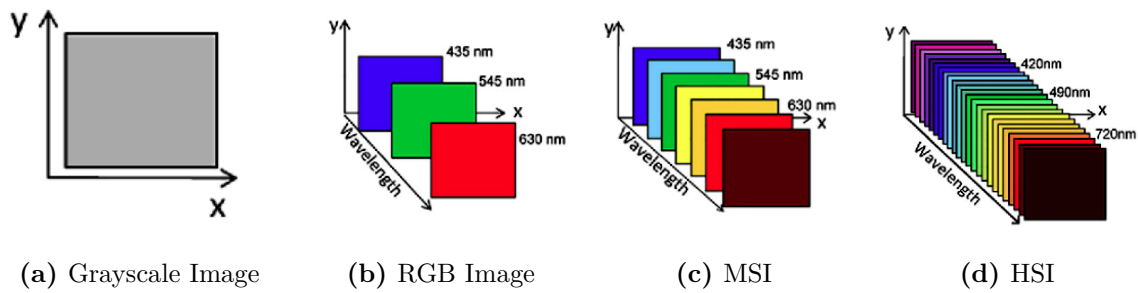 y
x
(a) Grayscale Image
y
435 nm
545 nm
x
630 nm
Wavelength
(b) RGB Image
y
435 nm
545 nm
630 nm
x
Wavelength
(c) MSI
y
420nm
490nm
x
720nm
Wavelength
(d) HSI